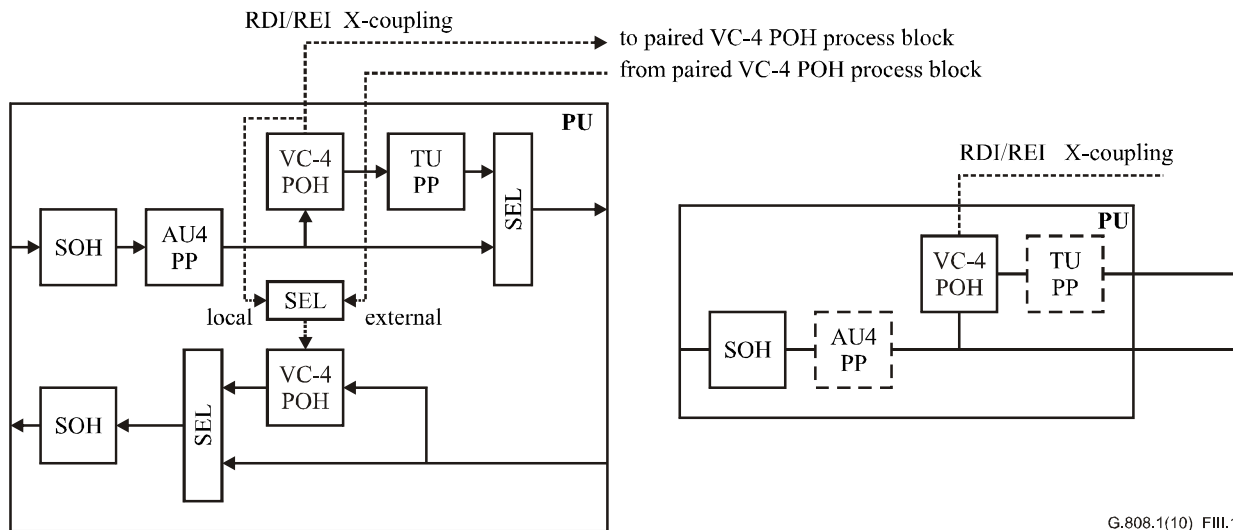 RDI/REI X-coupling
to paired VC-4 POH process block
from paired VC-4 POH process block
PU
VC-4
POH
TU
PP
SEL
SOH
AU4
PP
SEL
local
external
VC-4
POH
SEL
SOH
RDI/REI X-coupling
PU
VC-4
POH
TU
PP
SOH
AU4
PP